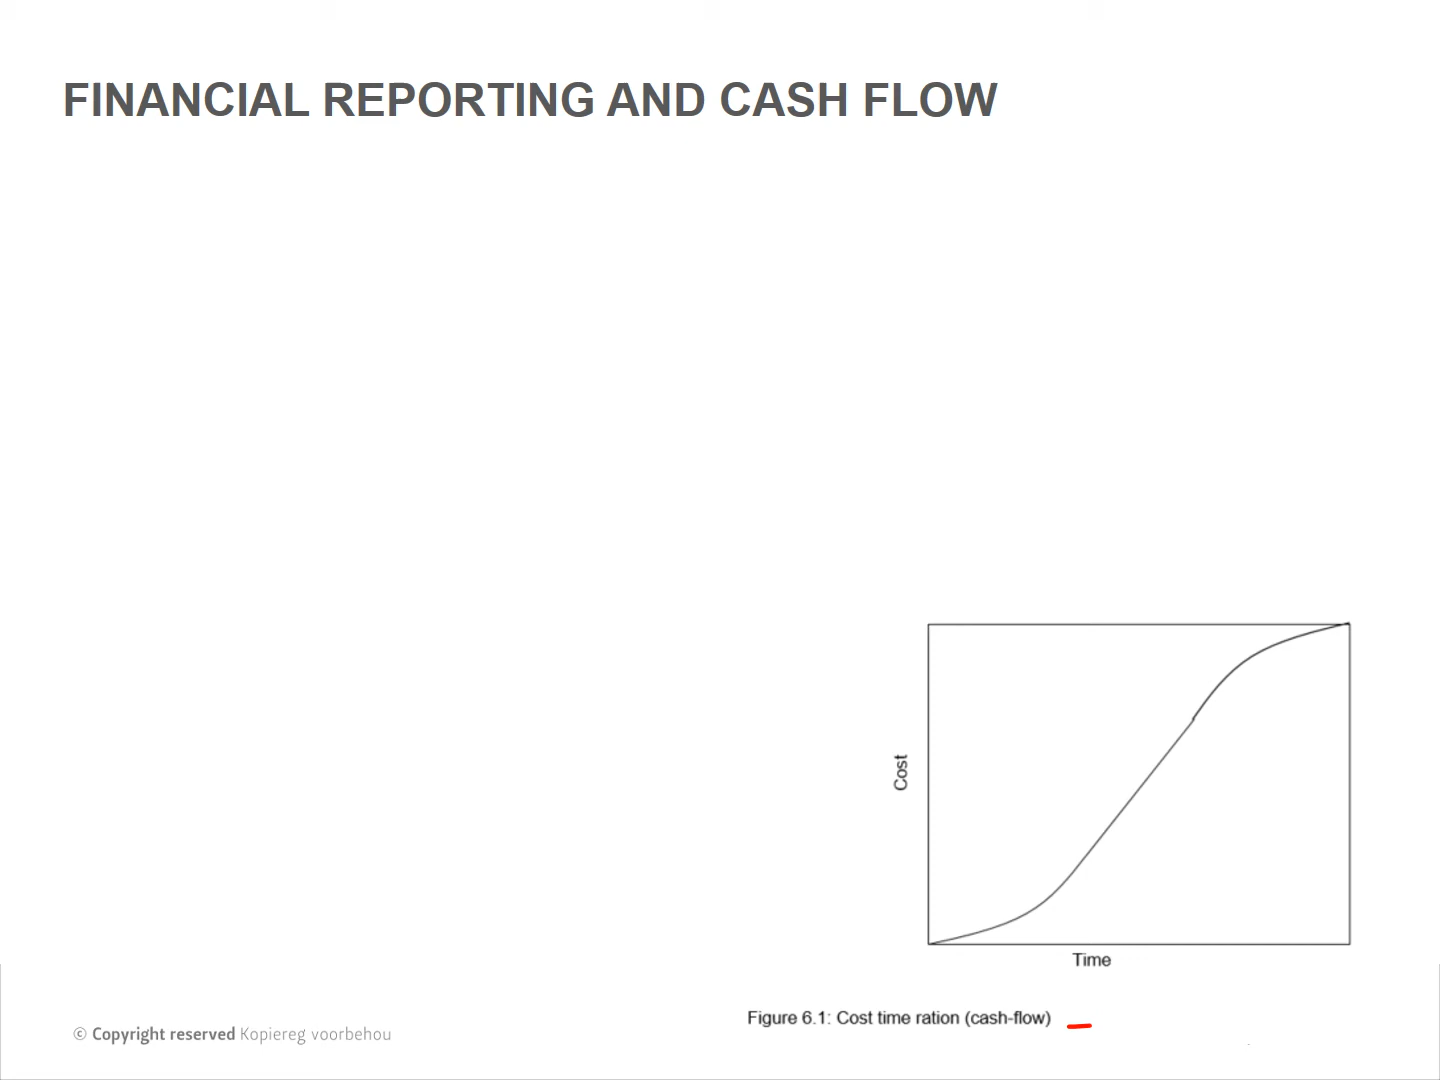 FINANCIAL REPORTING AND CASH FLOW
Cost
Time
Figure 6.1: Cost time ration (cash-flow)
© Copyright reserved Kopiereg voorbehou